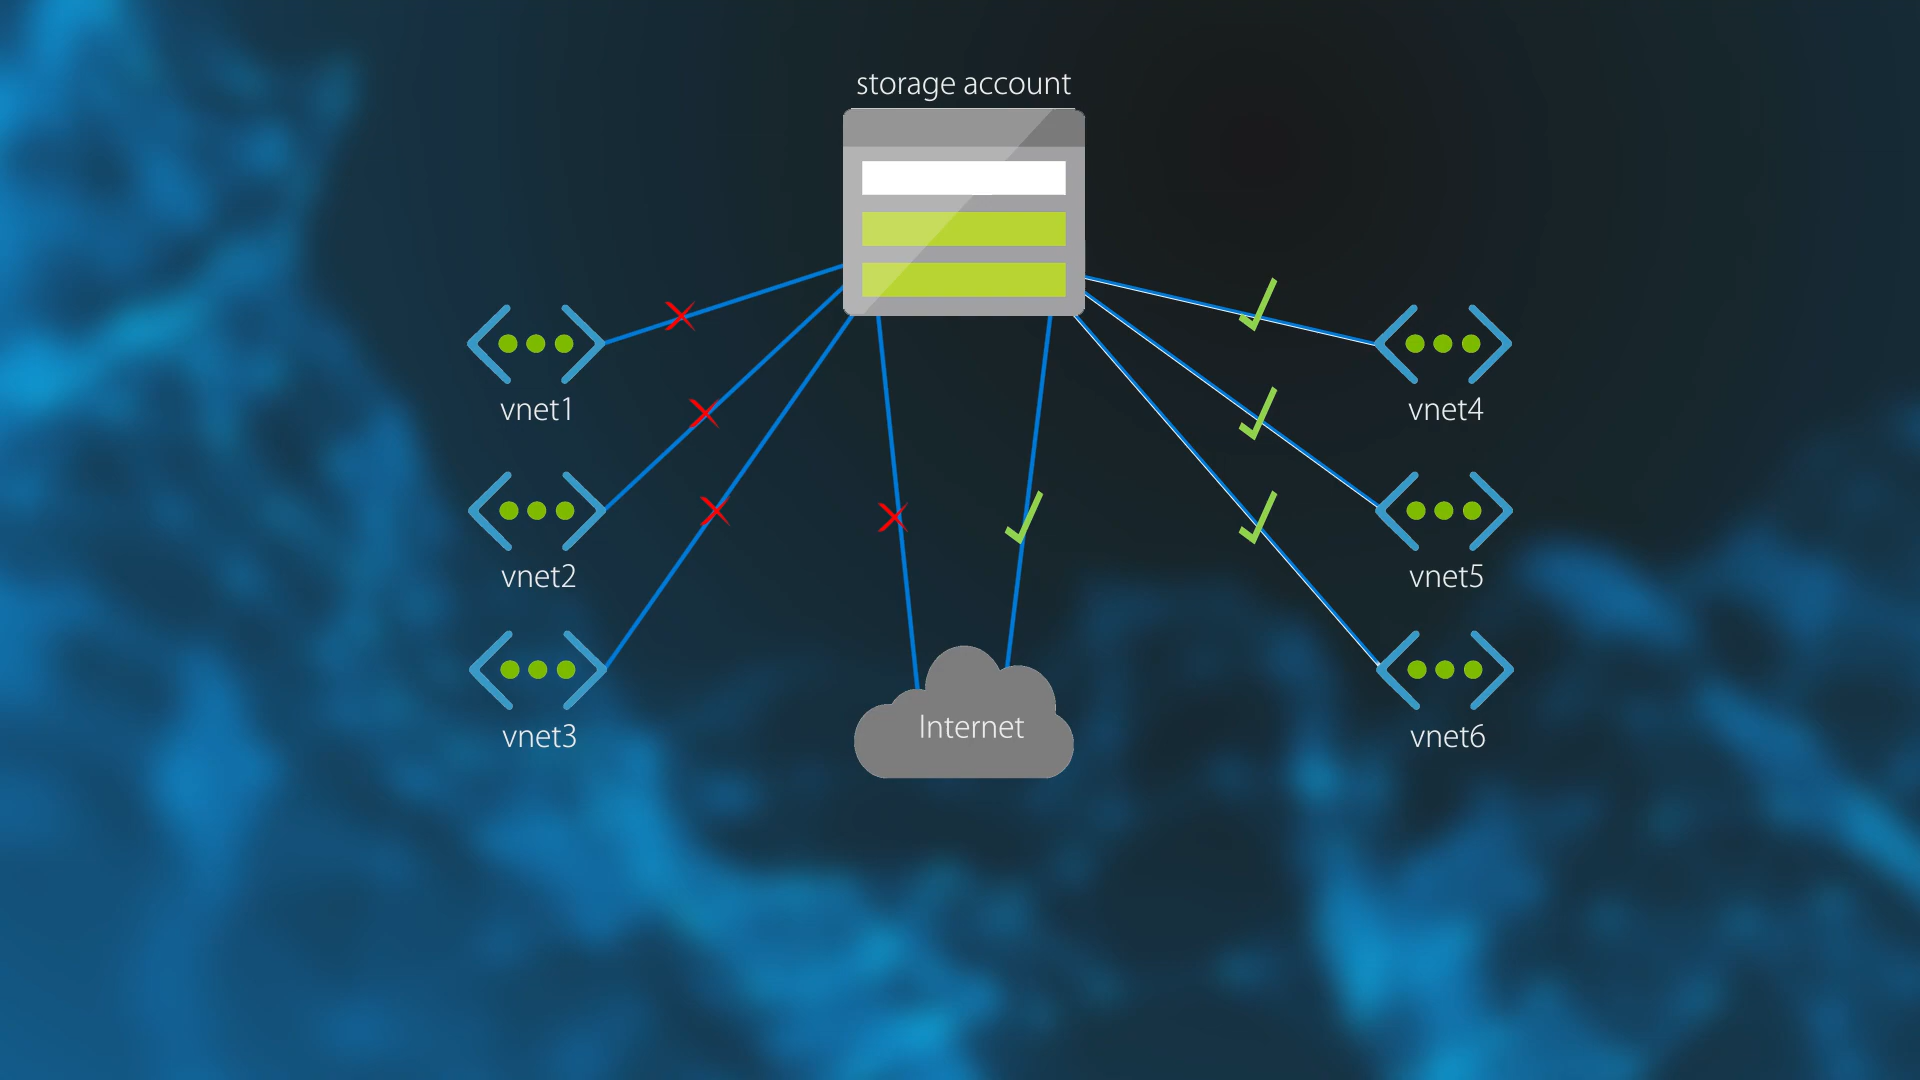 storage account
vnet1
vnet4
vnet2
vnet5
vnet3
Internet
vnet6